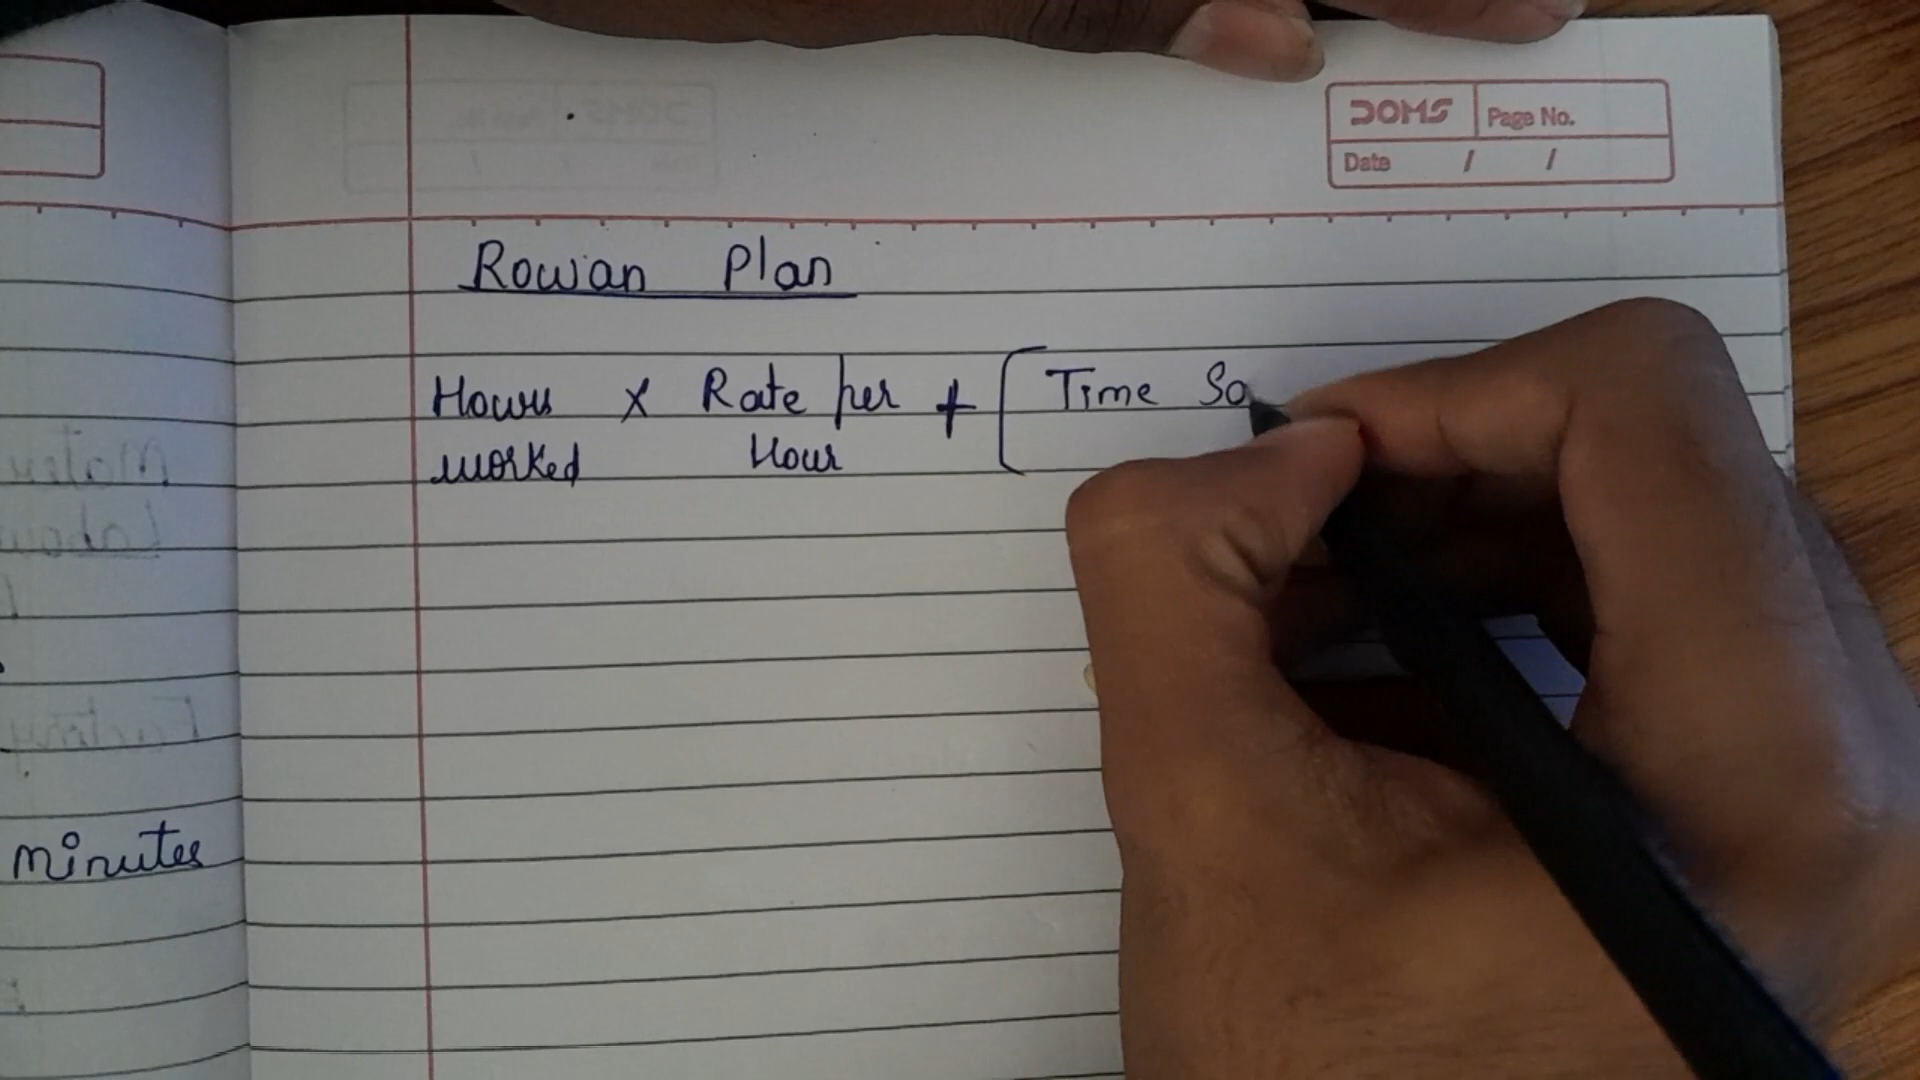 DOMS Page No.
Date / /
Rowan Plan
Hours × Rate per + [ Time Sa
worked Hour
minutes